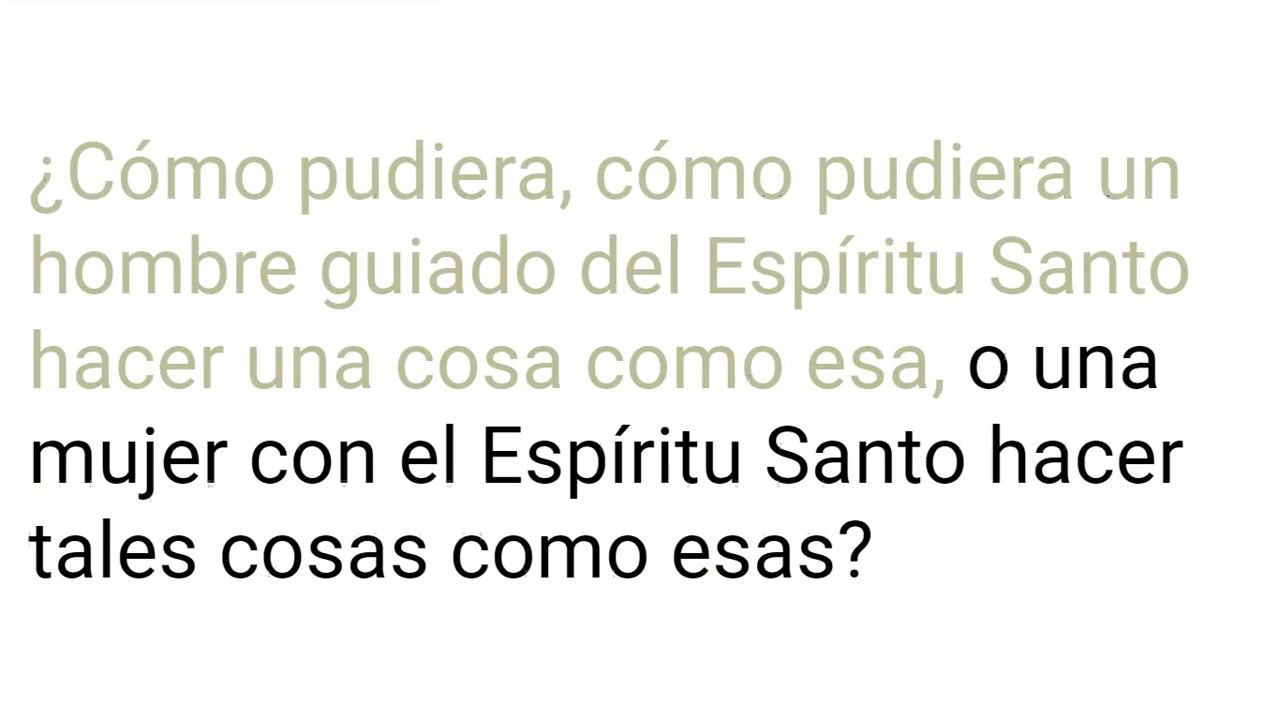 ¿Cómo pudiera, cómo pudiera un
hombre guiado del Espíritu Santo
hacer una cosa como esa, o una
mujer con el Espíritu Santo hacer
tales cosas como esas?